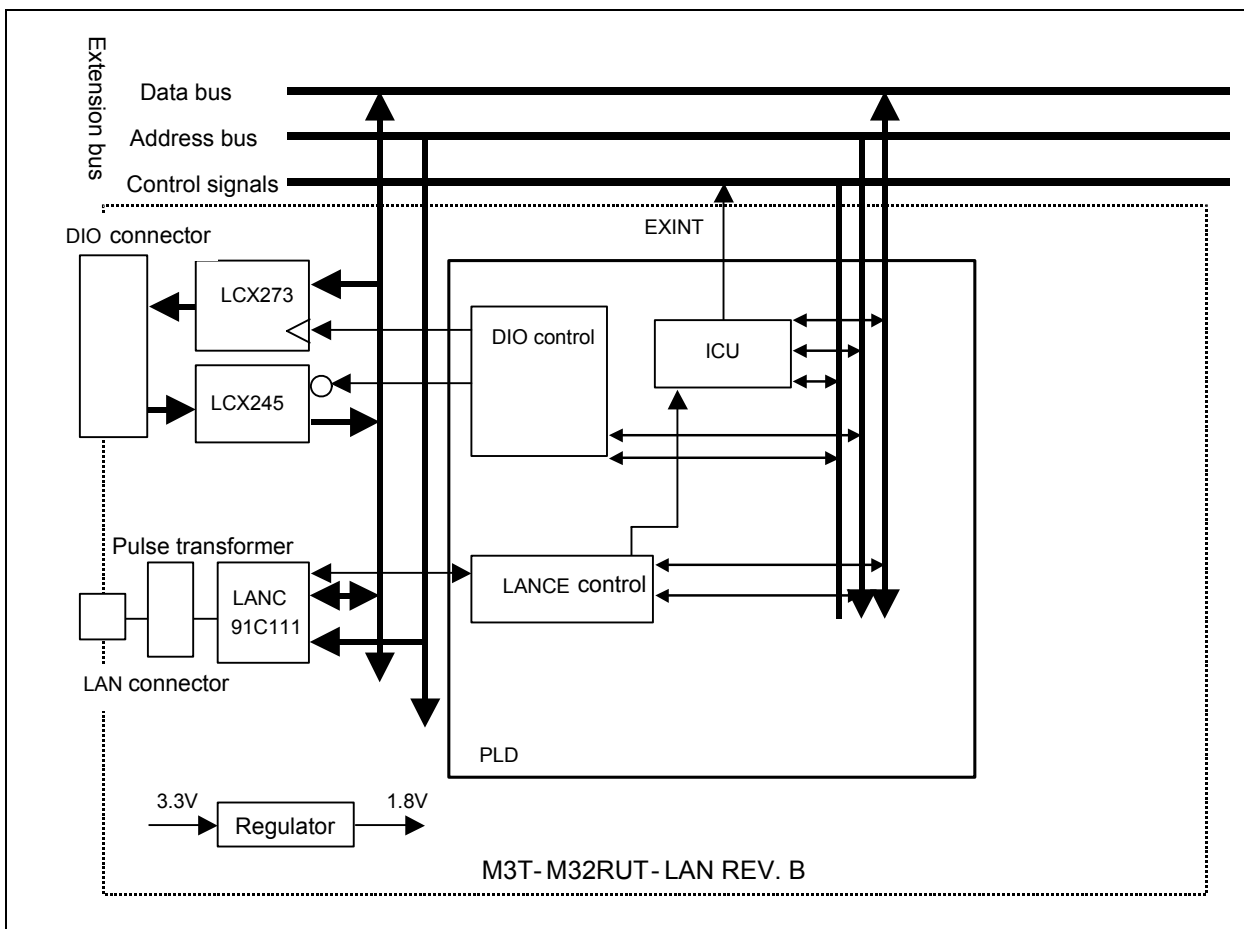 Extension bus
Data bus
Address bus
Control signals
EXINT
DIO connector
LCX273
DIO control
ICU
LCX245
Pulse transformer
LANC
91C111
LANCE control
LAN connector
PLD
3.3V
Regulator
1.8V
M3T-M32RUT-LAN REV. B